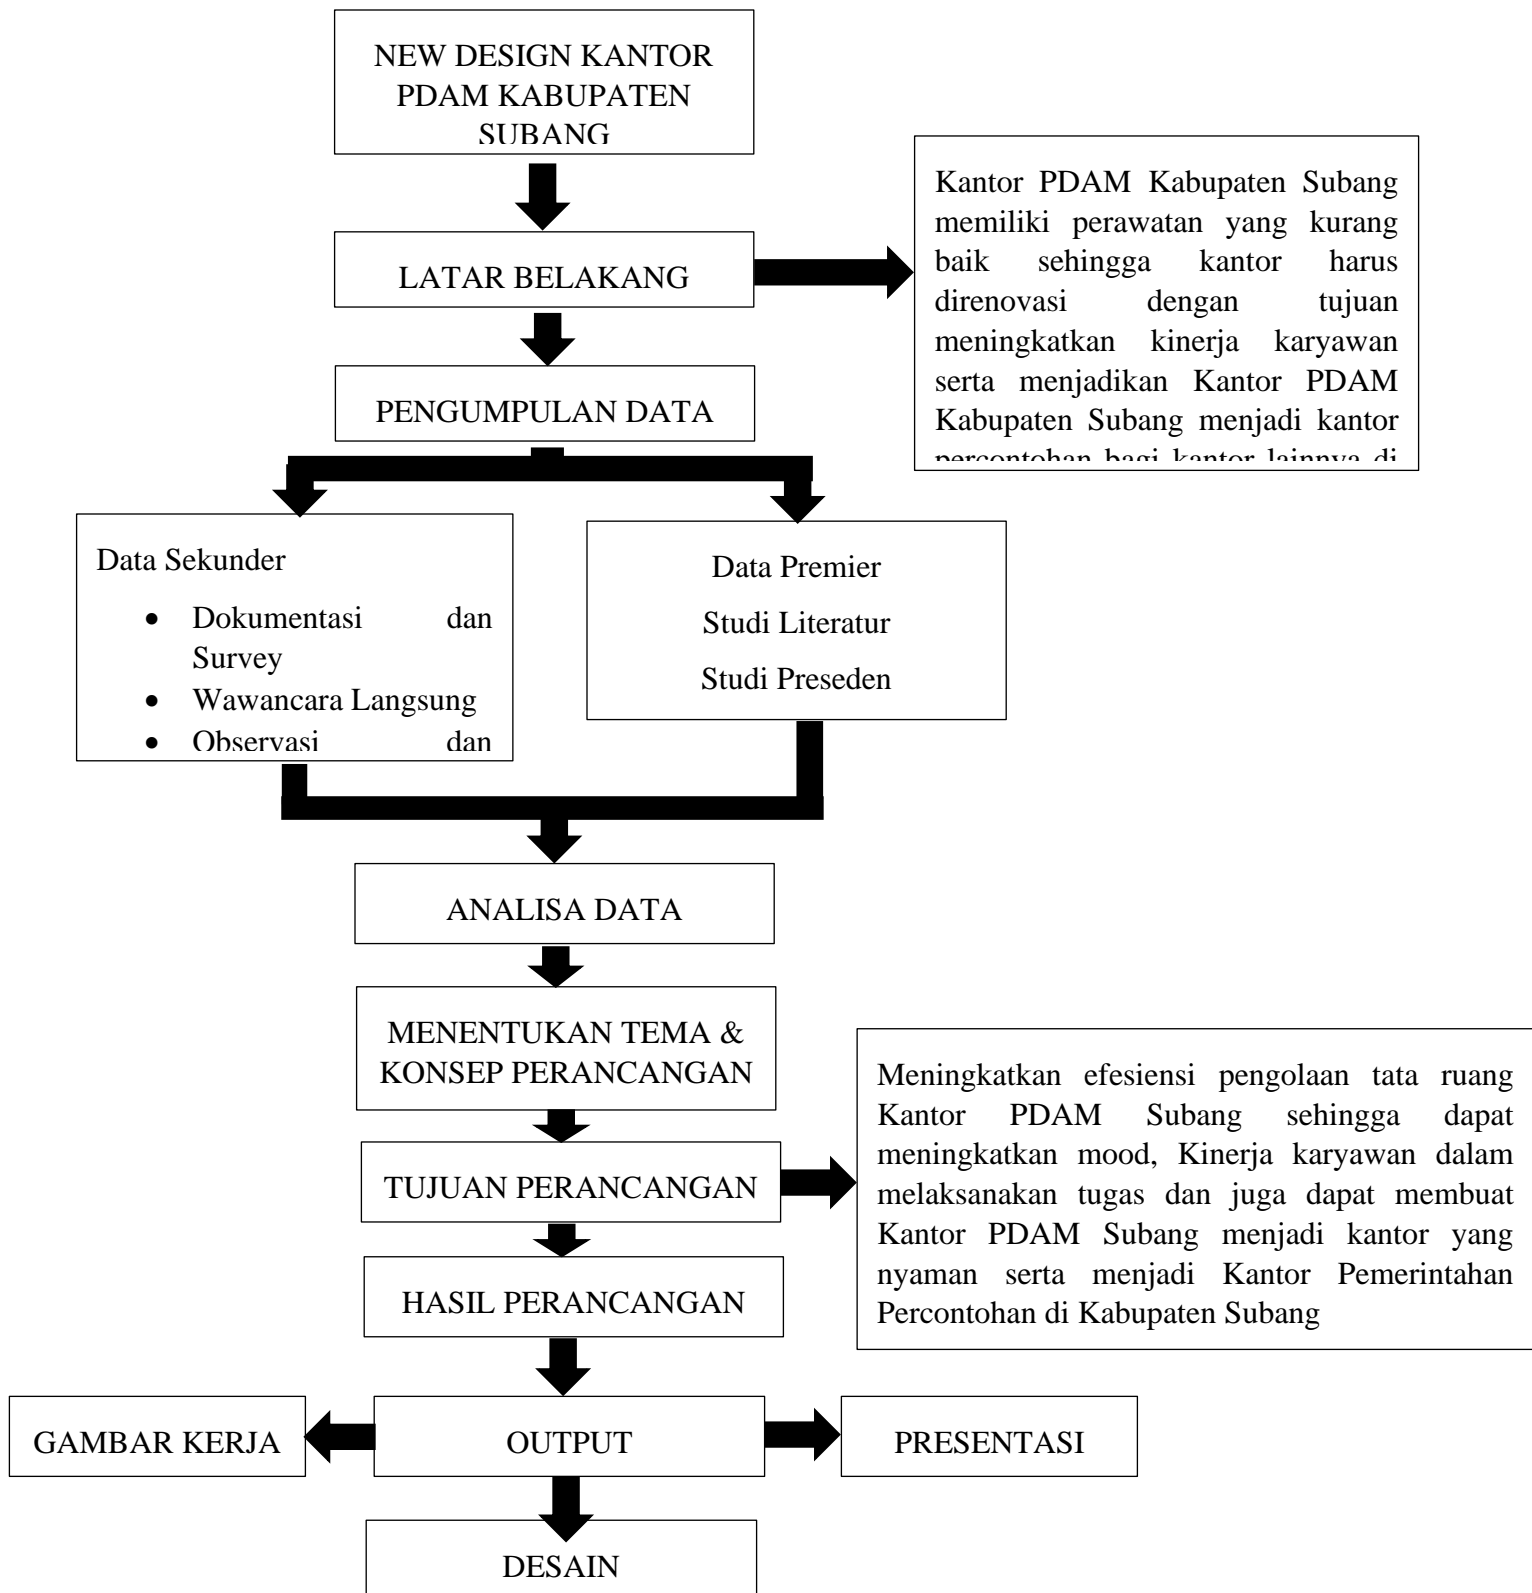 NEW DESIGN KANTOR
PDAM KABUPATEN
SUBANG
Kantor PDAM Kabupaten Subang
memiliki perawatan yang kurang
baik sehingga kantor harus
direnovasi dengan tujuan
meningkatkan kinerja karyawan
serta menjadikan Kantor PDAM
Kabupaten Subang menjadi kantor
percontohan bagi kantor lainnya di
LATAR BELAKANG
PENGUMPULAN DATA
Data Sekunder
• Dokumentasi dan
Survey
• Wawancara Langsung
• Observasi dan
Data Premier
Studi Literatur
Studi Preseden
ANALISA DATA
MENENTUKAN TEMA &
KONSEP PERANCANGAN
TUJUAN PERANCANGAN
Meningkatkan efesiensi pengolaan tata ruang
Kantor PDAM Subang sehingga dapat
meningkatkan mood, Kinerja karyawan dalam
melaksanakan tugas dan juga dapat membuat
Kantor PDAM Subang menjadi kantor yang
nyaman serta menjadi Kantor Pemerintahan
Percontohan di Kabupaten Subang
HASIL PERANCANGAN
GAMBAR KERJA
OUTPUT
PRESENTASI
DESAIN